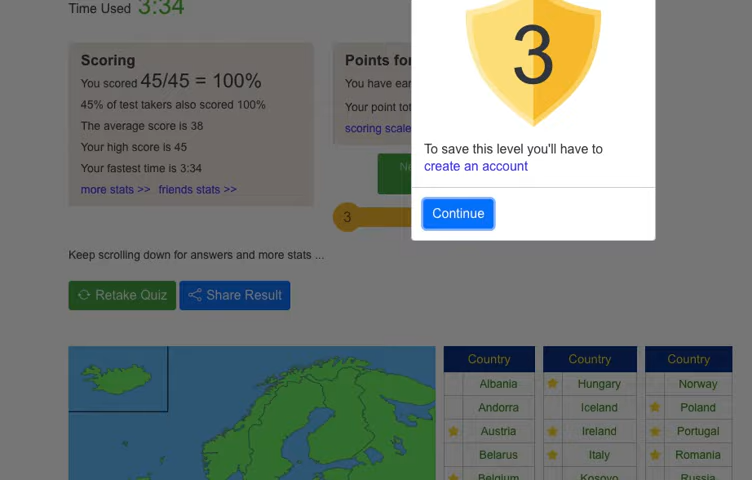 Time Used 3:34
Scoring
You scored 45/45 = 100%
45% of test takers also scored 100%
The average score is 38
Your high score is 45
Your fastest time is 3:34
more stats >> friends stats >>
Points for
You have ear
Your point tot
scoring scale
3
To save this level you'll have to
create an account
Continue
3
Keep scrolling down for answers and more stats ...
Retake Quiz
Share Result
Country Country Country
Albania Hungary Norway
Andorra Iceland Poland
Austria Ireland Portugal
Belarus Italy Romania
Belgium Kosovo Russia